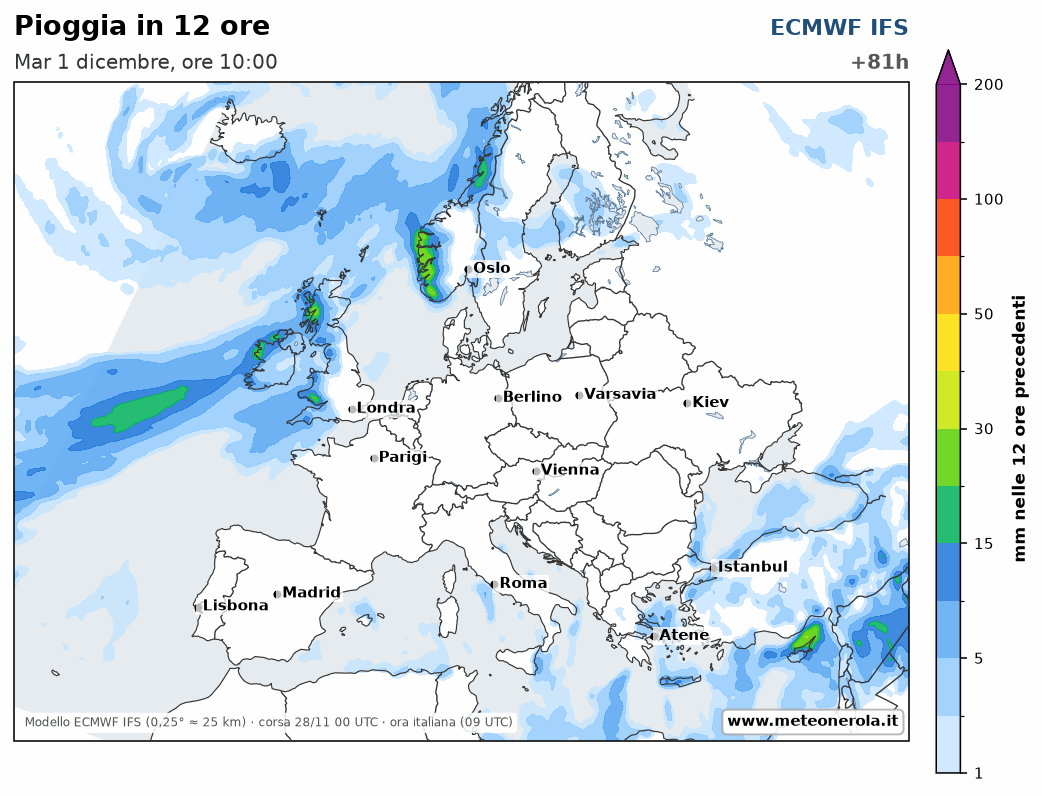 Pioggia in 12 ore
ECMWF IFS
Mar 1 dicembre, ore 10:00
+81h
200
100
50
30
15
5
1
mm nelle 12 ore precedenti
Oslo
Berlino
Varsavia
Kiev
Londra
Parigi
Vienna
Istanbul
Roma
Madrid
Lisbona
Atene
Modello ECMWF IFS (0,25° ≈ 25 km) · corsa 28/11 00 UTC · ora italiana (09 UTC)
www.meteonerola.it